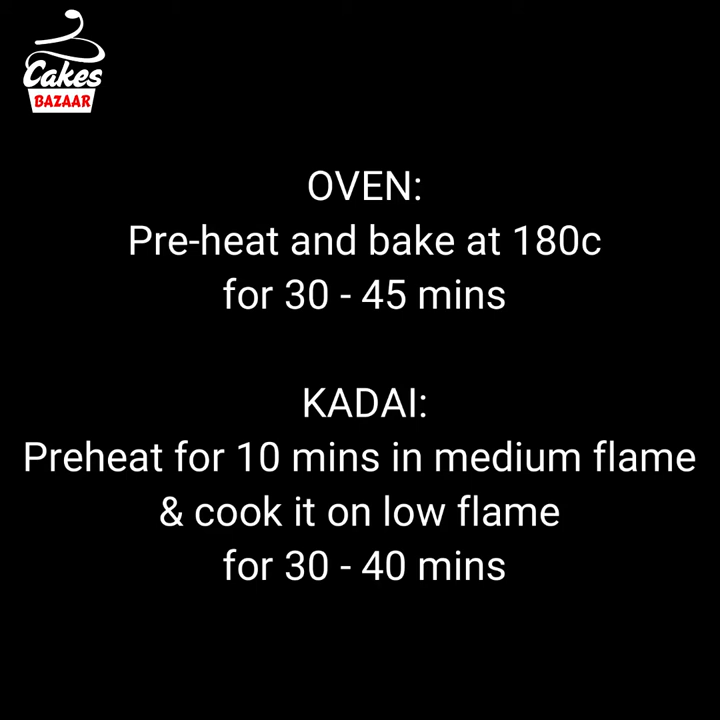 Cakes
BAZAAR
OVEN:
Pre-heat and bake at 180c
for 30 - 45 mins
KADAI:
Preheat for 10 mins in medium flame
& cook it on low flame
for 30 - 40 mins